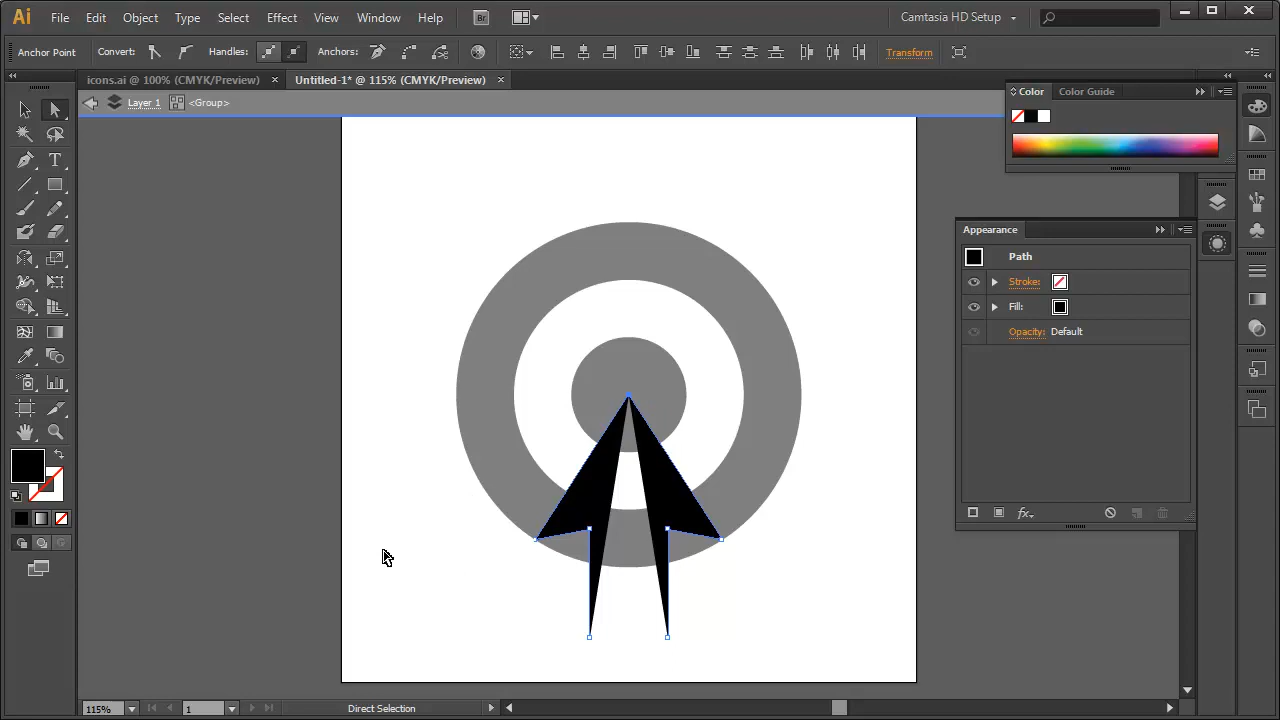 Ai File Edit Object Type Select Effect View Window Help Br Camtasia HD Setup
Anchor Point Convert: Handles: Anchors: Transform
icons.ai @ 100% (CMYK/Preview) × Untitled-1* @ 115% (CMYK/Preview) ×
Layer 1 <Group>
Color Color Guide
Appearance
Path
Stroke:
Fill:
Opacity: Default
fx
T
115% 1 Direct Selection